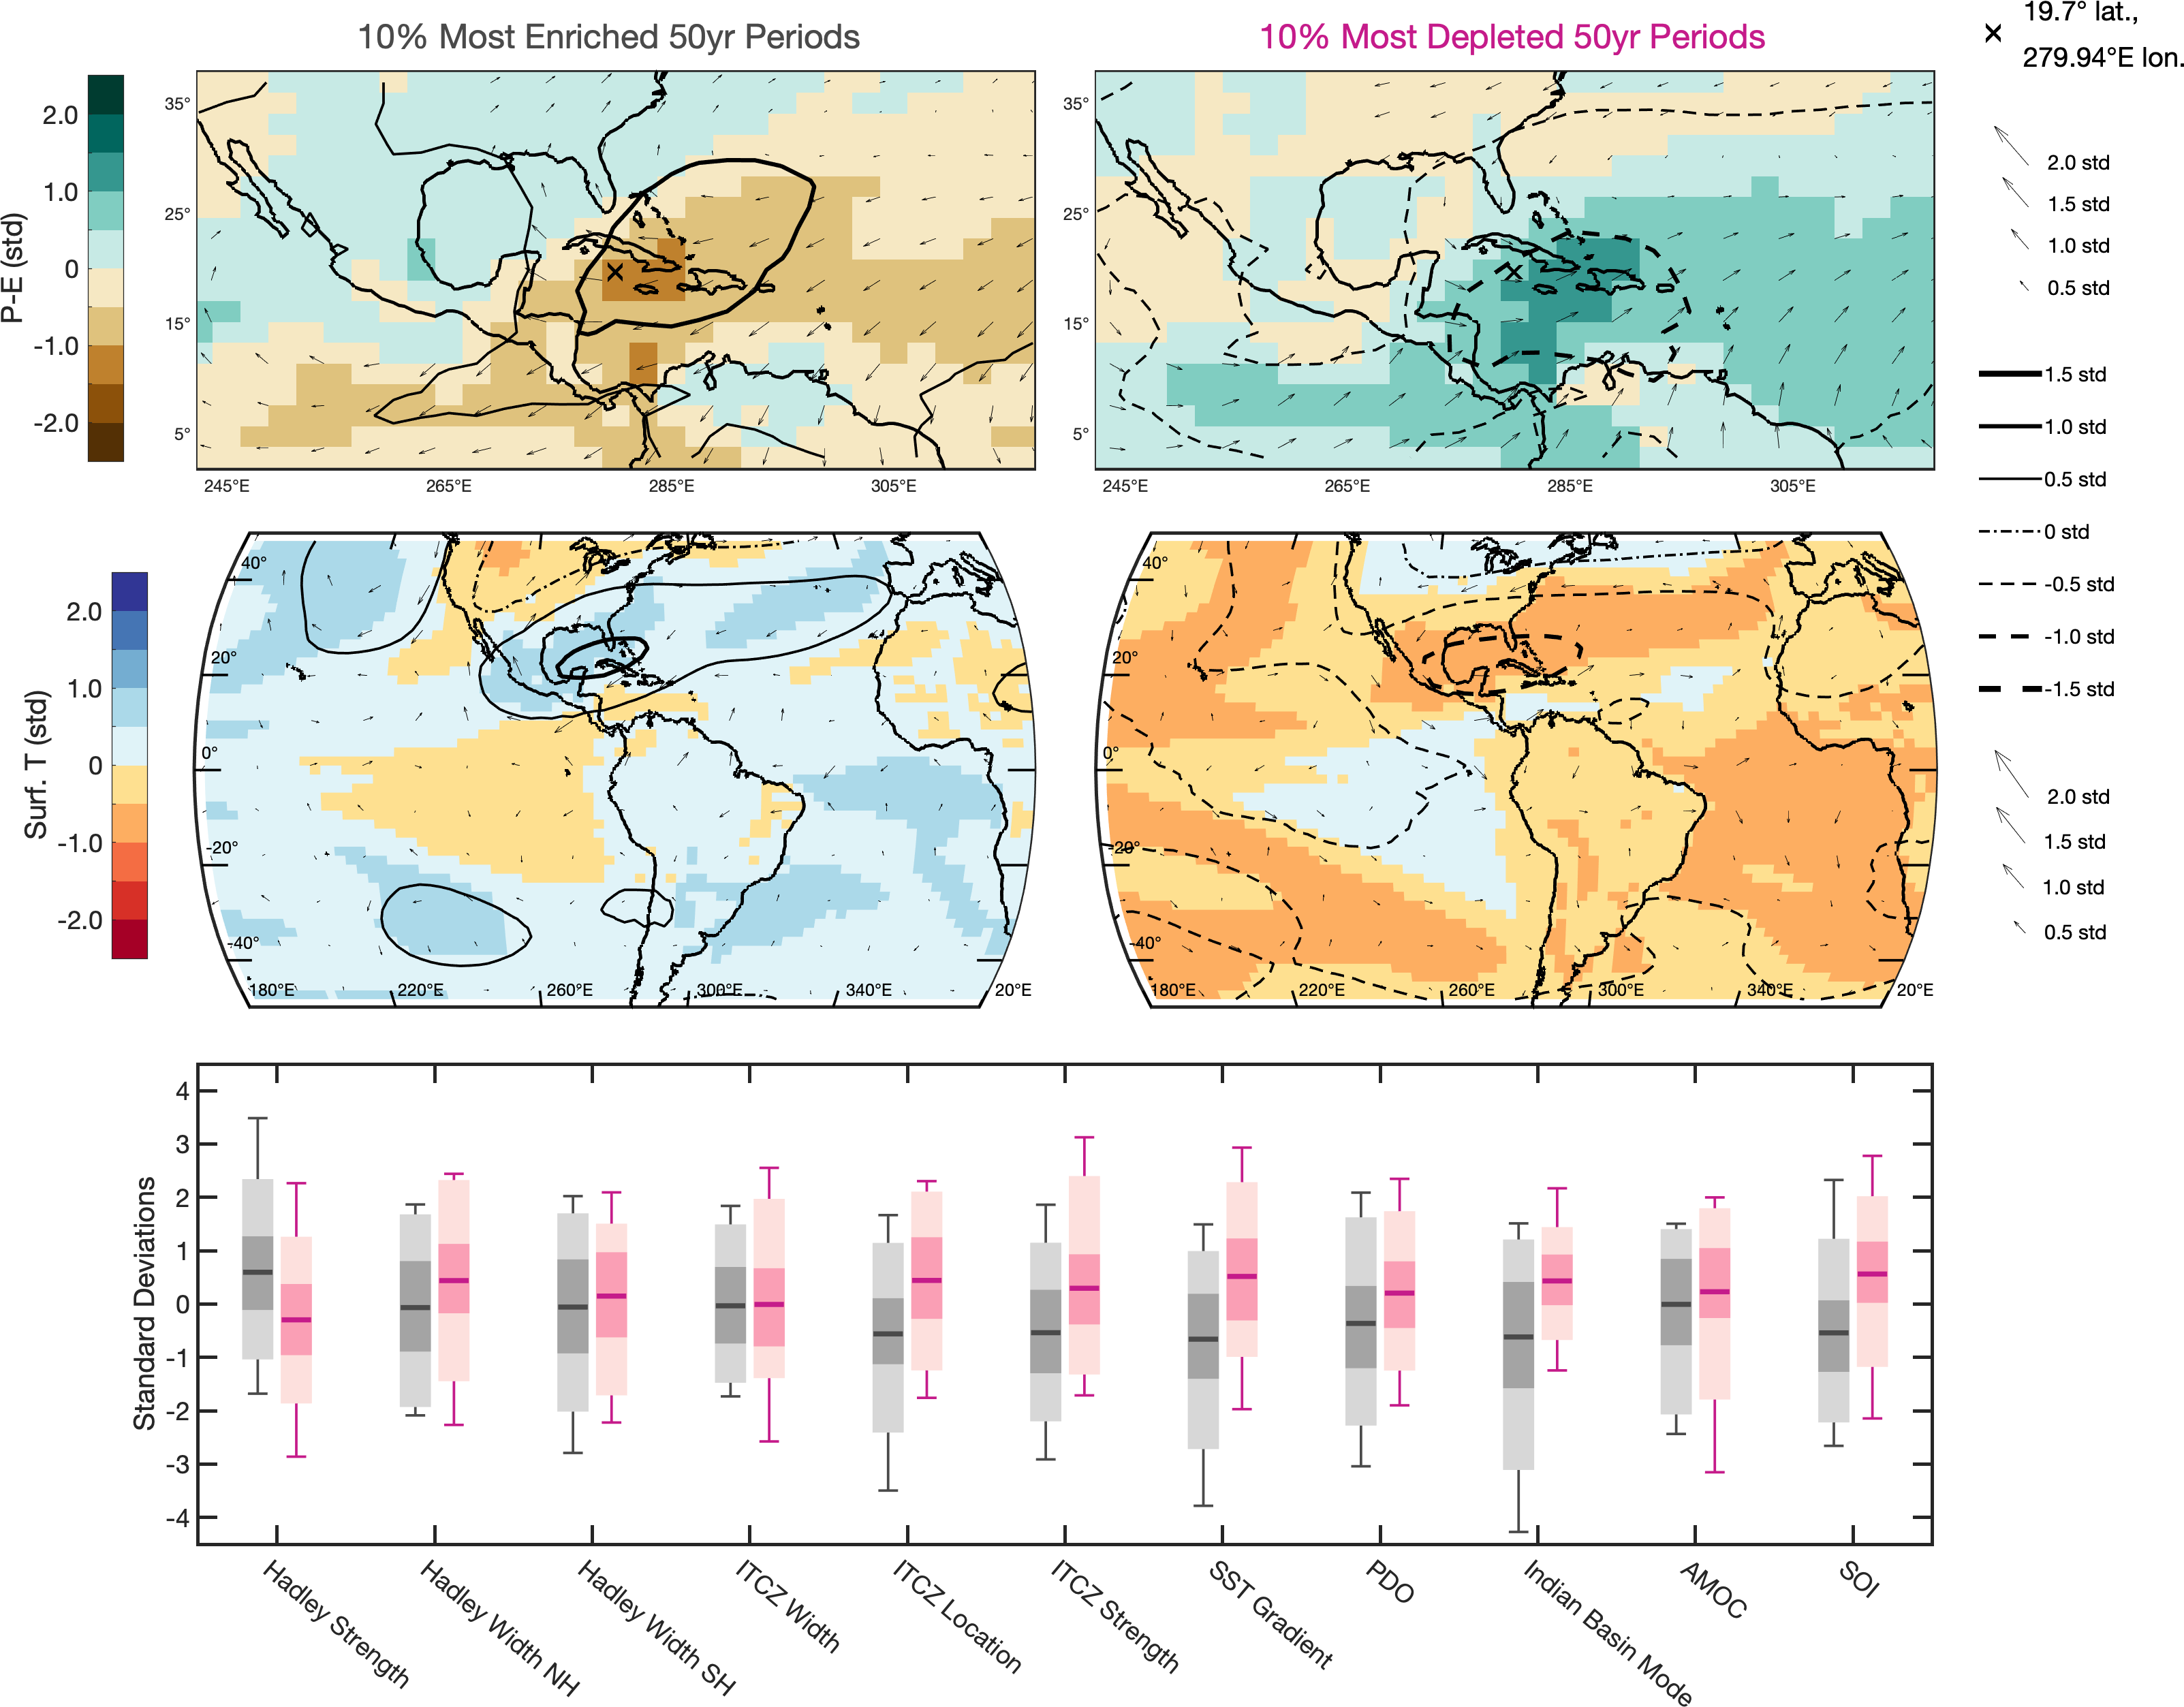 10% Most Enriched 50yr Periods
10% Most Depleted 50yr Periods
19.7° lat.,
279.94°E lon.
P-E (std)
2.0
1.0
0
-1.0
-2.0
35°
25°
15°
5°
245°E
265°E
285°E
305°E
35°
25°
15°
5°
245°E
265°E
285°E
305°E
2.0 std
1.5 std
1.0 std
0.5 std
1.5 std
1.0 std
0.5 std
0 std
-0.5 std
-1.0 std
-1.5 std
2.0 std
1.5 std
1.0 std
0.5 std
Surf. T (std)
2.0
1.0
0
-1.0
-2.0
40°
20°
0°
-20°
-40°
180°E
220°E
260°E
300°E
340°E
20°E
40°
20°
0°
-20°
-40°
180°E
220°E
260°E
300°E
340°E
20°E
Standard Deviations
4
3
2
1
0
-1
-2
-3
-4
Hadley Strength
Hadley Width NH
Hadley Width SH
ITCZ Width
ITCZ Location
ITCZ Strength
SST Gradient
PDO
Indian Basin Mode
AMOC
SOI